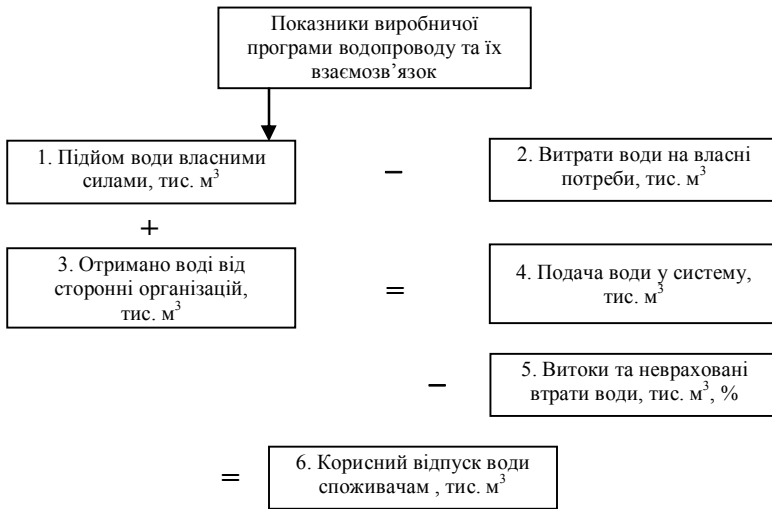 Показники виробничої
програми водопроводу та їх
взаємозв’язок
1. Підйом води власними
силами, тис. м³
–
2. Витрати води на власні
потреби, тис. м³
+
3. Отримано воді від
сторонні організацій,
тис. м³
=
4. Подача води у систему,
тис. м³
–
5. Витоки та невраховані
втрати води, тис. м³, %
=
6. Корисний відпуск води
споживачам , тис. м³